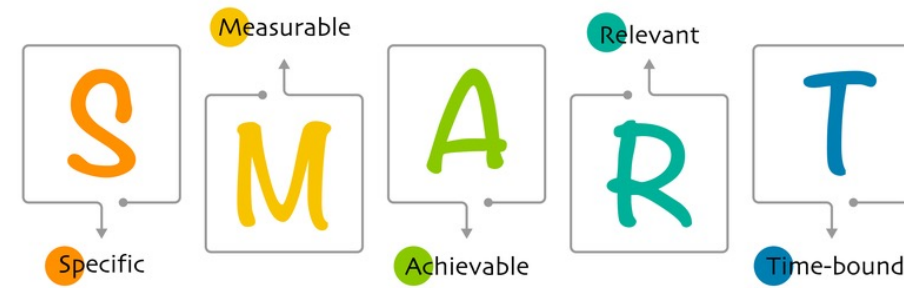 S
Specific
M
Measurable
A
Achievable
R
Relevant
T
Time-bound